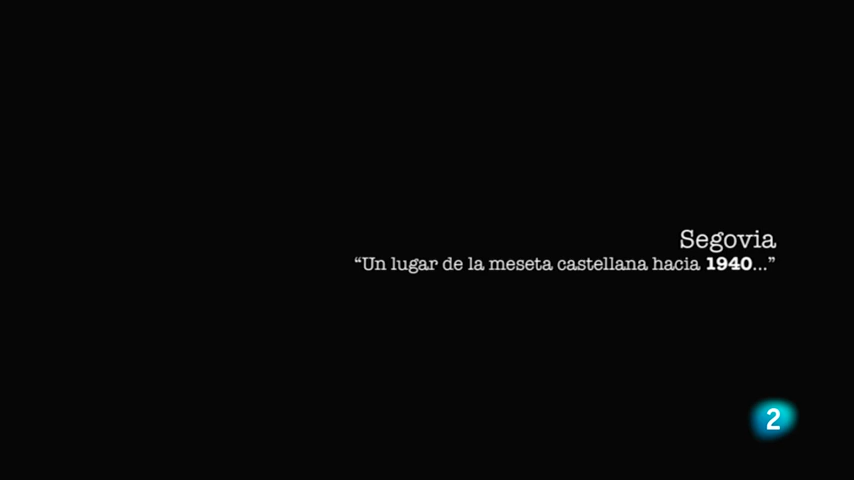 Segovia
“Un lugar de la meseta castellana hacia 1940...”
2